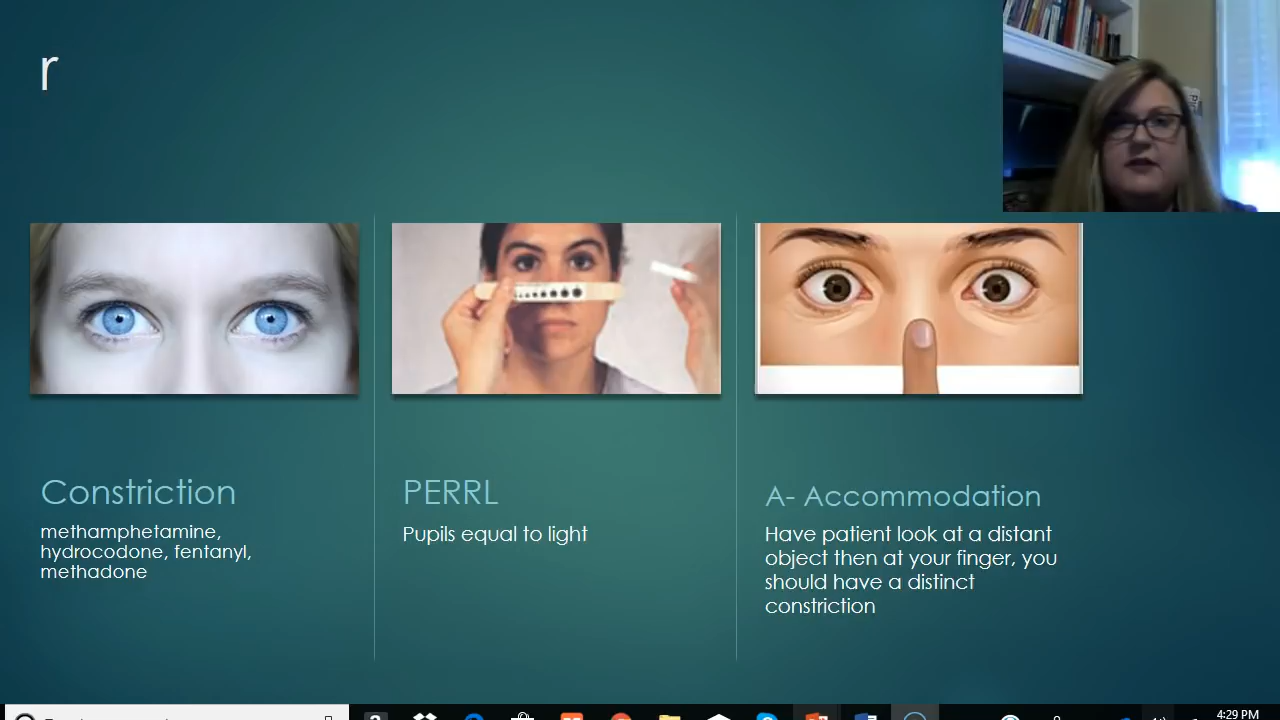 r
Constriction
methamphetamine,
hydrocodone, fentanyl,
methadone
PERRL
Pupils equal to light
A- Accommodation
Have patient look at a distant
object then at your finger, you
should have a distinct
constriction
4:29 PM